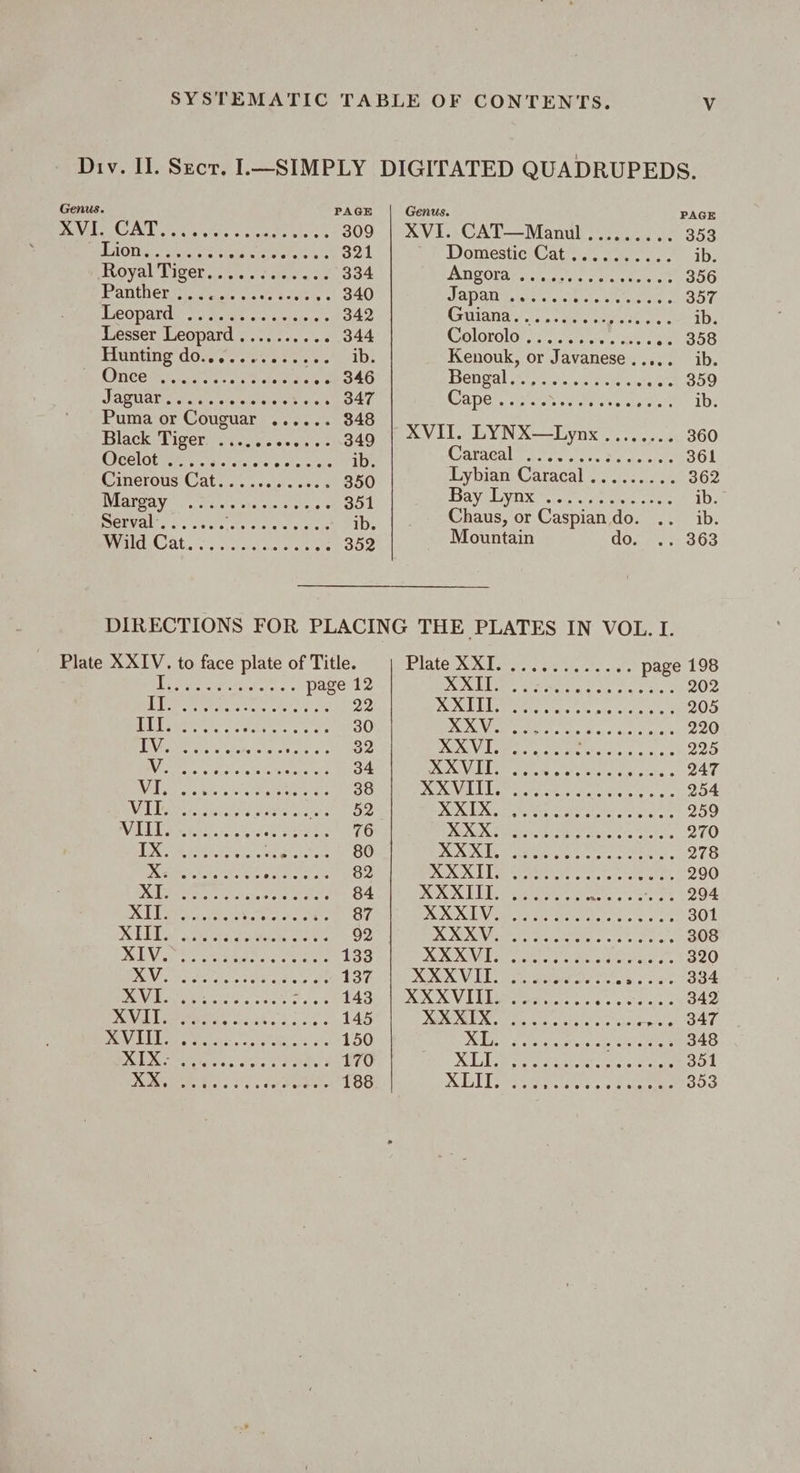 SYSTEMATIC TABLE OF CONTENTS. V
Div. II. Sect. I.—SIMPLY DIGITATED QUADRUPEDS.
Genus. PAGE
XVI. CAT.................... 309
Lion.................... 321
Royal Tiger............ 334
Panther ................ 340
Leopard ............... 342
Lesser Leopard.......... 344
Hunting do............. ib.
Once .................. 346
Jaguar................. 347
Puma or Couguar ...... 348
Black Tiger ............ 349
Ocelot ................. ib.
Cinerous Cat............ 350
Margay ............... 351
Serval................. ib.
Wild Cat............... 352
Genus. PAGE
XVI. CAT—Manul......... 353
Domestic Cat.......... ib.
Angora ................ 356
Japan ................. 357
Guiana................. ib.
Colorolo............... 358
Kenouk, or Javanese..... ib.
Bengal................. 359
Cape................... ib.
XVII. LYNX—Lynx........ 360
Caracal ................ 361
Lybian Caracal......... 362
Bay Lynx .............. ib.
Chaus, or Caspian do. .. ib.
Mountain do. .. 363
DIRECTIONS FOR PLACING THE PLATES IN VOL. I.
Plate XXIV. to face plate of Title.
I.............. page 12
II.................. 22
III................. 30
IV.................. 32
V................... 34
VI.................. 38
VII................. 52
VIII................ 76
IX.................. 80
X................... 82
XI.................. 84
XII................. 87
XIII................ 92
XIV................. 133
XV.................. 137
XVI................. 143
XVII................ 145
XVIII............... 150
XIX................. 170
XX.................. 188
Plate XXI. ............. page 198
XXII. ................ 202
XXIII. ............... 205
XXV. ................. 220
XXVI. ................ 225
XXVII. ............... 247
XXVIII. .............. 254
XXIX. ................ 259
XXX. ................. 270
XXXI. ................ 278
XXXII. ............... 290
XXXIII. .............. 294
XXXIV. ............... 301
XXXV. ................ 308
XXXVI. ............... 320
XXXVII. .............. 334
XXXVIII. ............. 342
XXXIX. ............... 347
XL. .................. 348
XLI. ................. 351
XLII. ................ 353